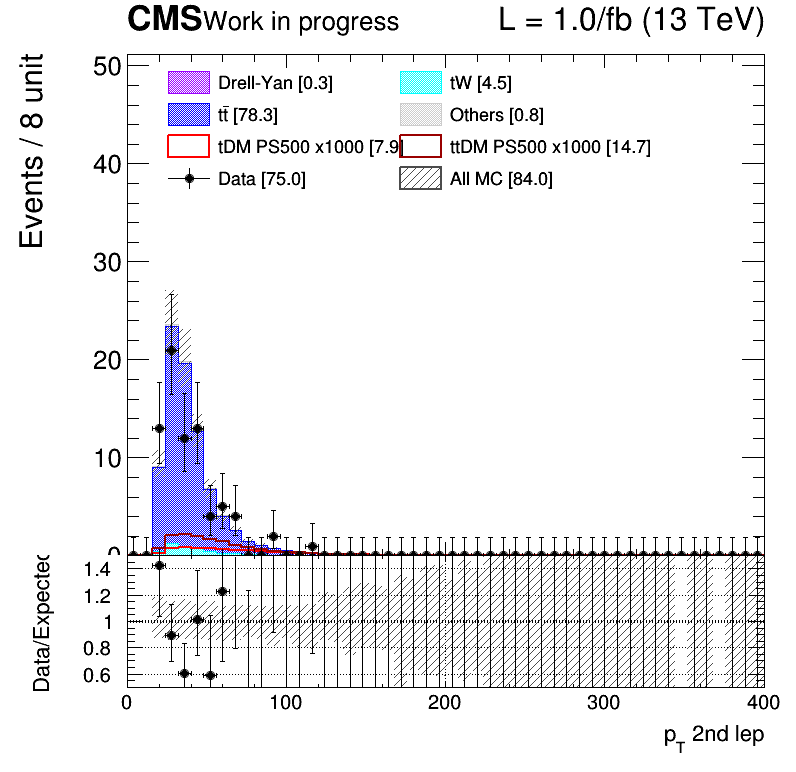 CMS Work in progress L = 1.0/fb (13 TeV)
Events / 8 unit
50
40
30
20
10
0
Drell-Yan [0.3] tW [4.5]
tt̄ [78.3] Others [0.8]
tDM PS500 x1000 [7.9 ttDM PS500 x1000 [14.7]
Data [75.0] All MC [84.0]
Data/Expected
1.4
1.2
1
0.8
0.6
0 100 200 300 400
p_T 2nd lep